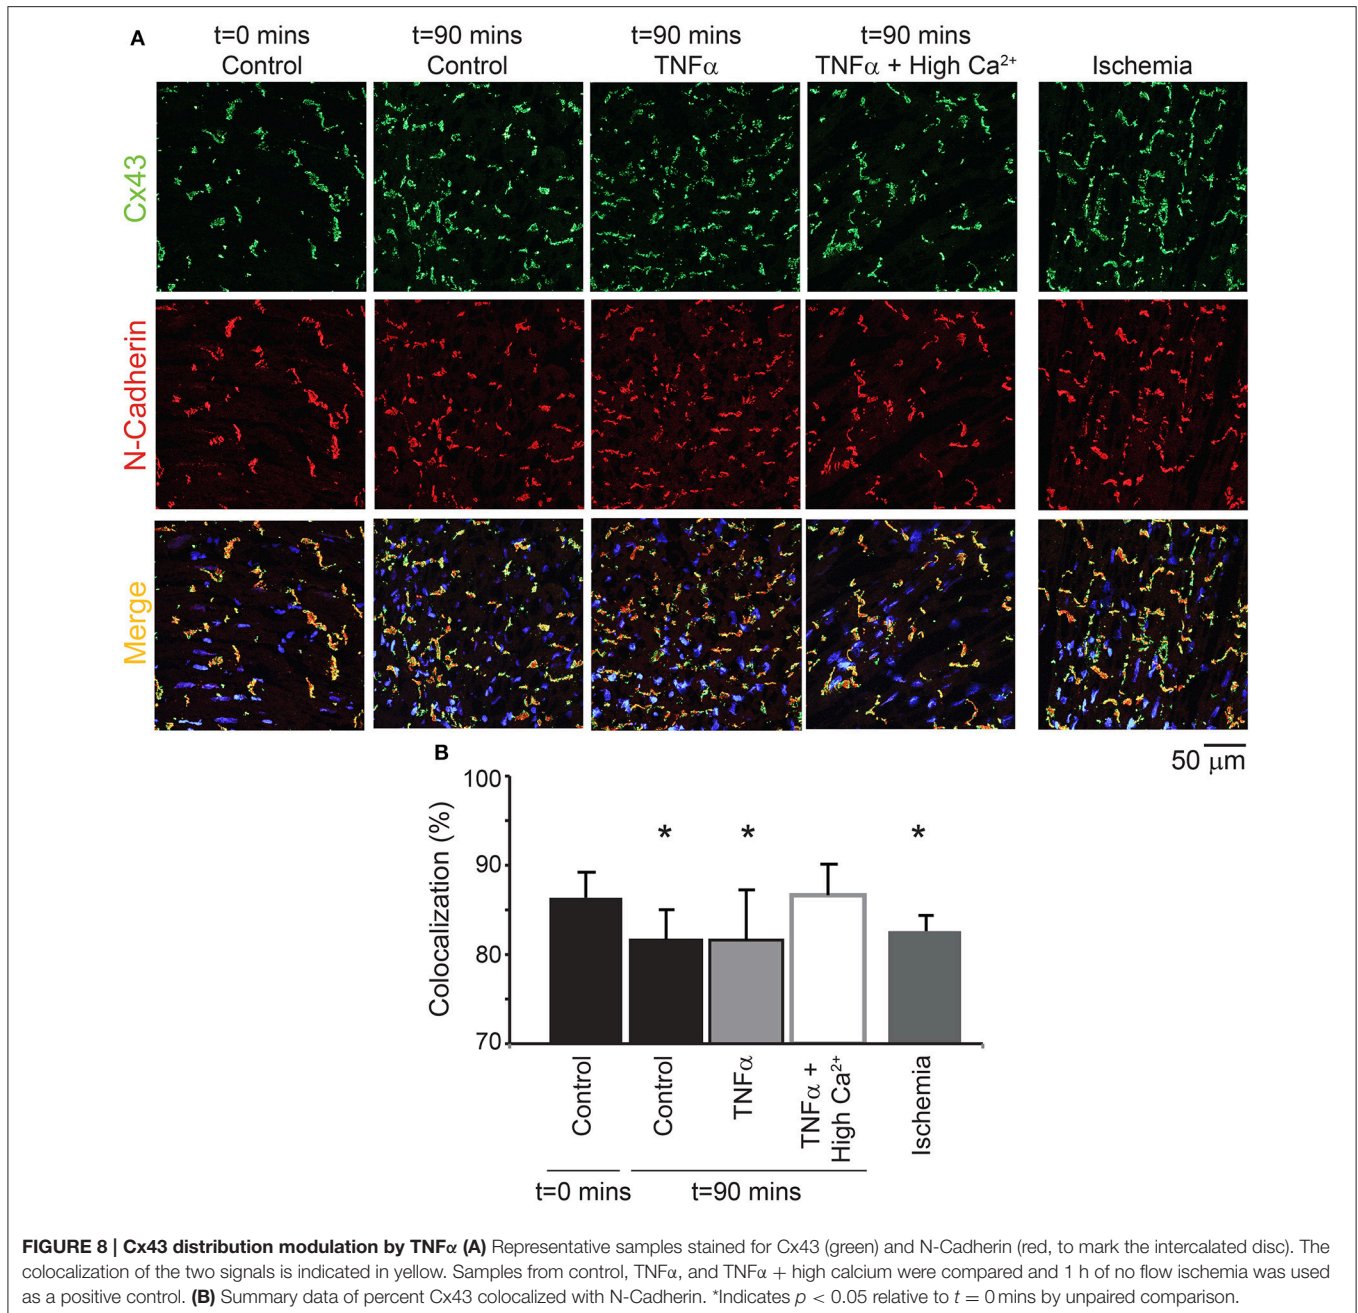 A
t=0 mins
Control
t=90 mins
Control
t=90 mins
TNFα
t=90 mins
TNFα + High Ca²⁺
Ischemia
Cx43
N-Cadherin
Merge
50 μm
B
Colocalization (%)
100
90
80
70
*
*
*
Control
Control
TNFα
TNFα +
High Ca²⁺
Ischemia
t=0 mins
t=90 mins
FIGURE 8 | Cx43 distribution modulation by TNFα (A) Representative samples stained for Cx43 (green) and N-Cadherin (red, to mark the intercalated disc). The
colocalization of the two signals is indicated in yellow. Samples from control, TNFα, and TNFα + high calcium were compared and 1 h of no flow ischemia was used
as a positive control. (B) Summary data of percent Cx43 colocalized with N-Cadherin. *Indicates p < 0.05 relative to t = 0 mins by unpaired comparison.